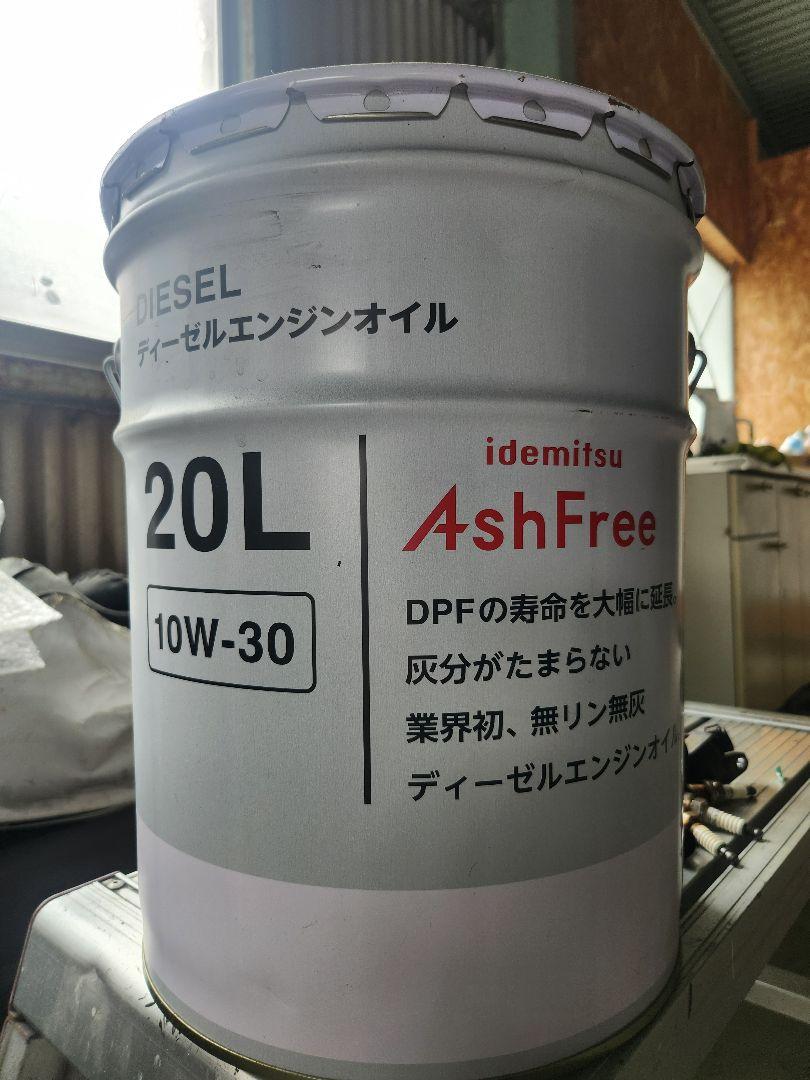 DIESEL
ディーゼルエンジンオイル
20L
10W-30
idemitsu
AshFree
DPFの寿命を大幅に延長。
灰分がたまらない
業界初、無リン無灰
ディーゼルエンジンオイル